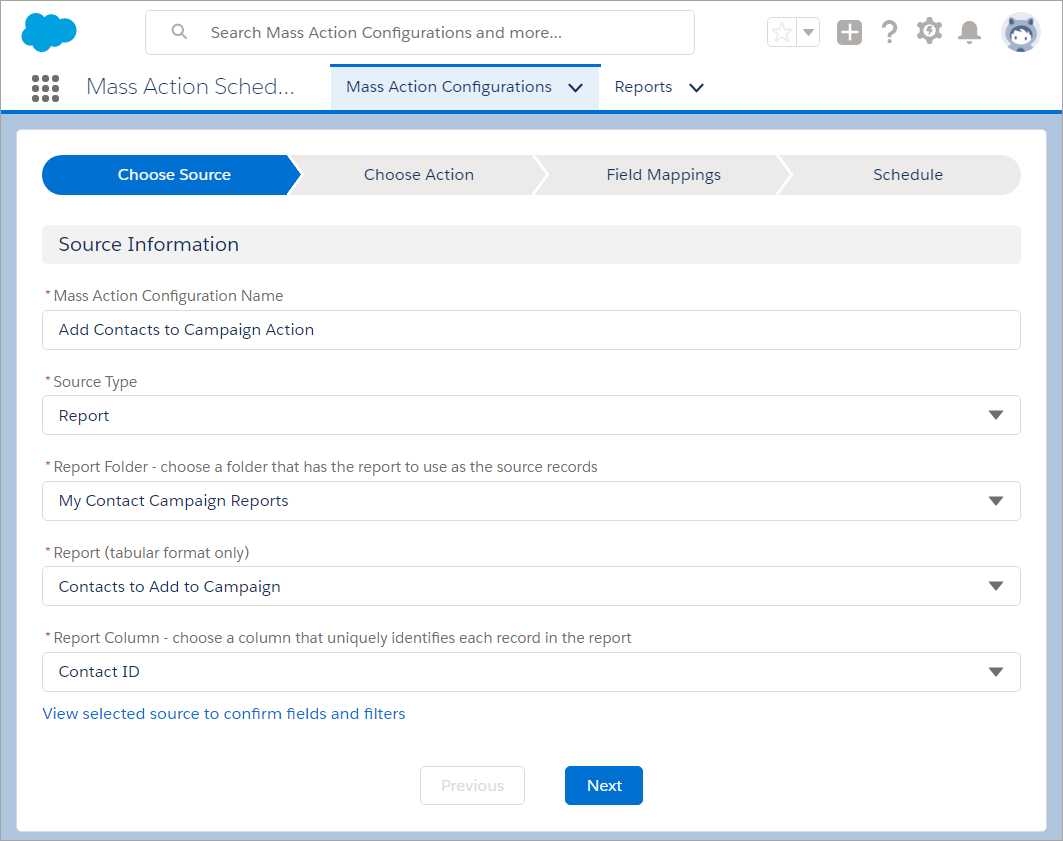 Search Mass Action Configurations and more...
Mass Action Sched...
Mass Action Configurations
Reports
Choose Source
Choose Action
Field Mappings
Schedule
Source Information
* Mass Action Configuration Name
Add Contacts to Campaign Action
* Source Type
Report
* Report Folder - choose a folder that has the report to use as the source records
My Contact Campaign Reports
* Report (tabular format only)
Contacts to Add to Campaign
* Report Column - choose a column that uniquely identifies each record in the report
Contact ID
View selected source to confirm fields and filters
Previous
Next